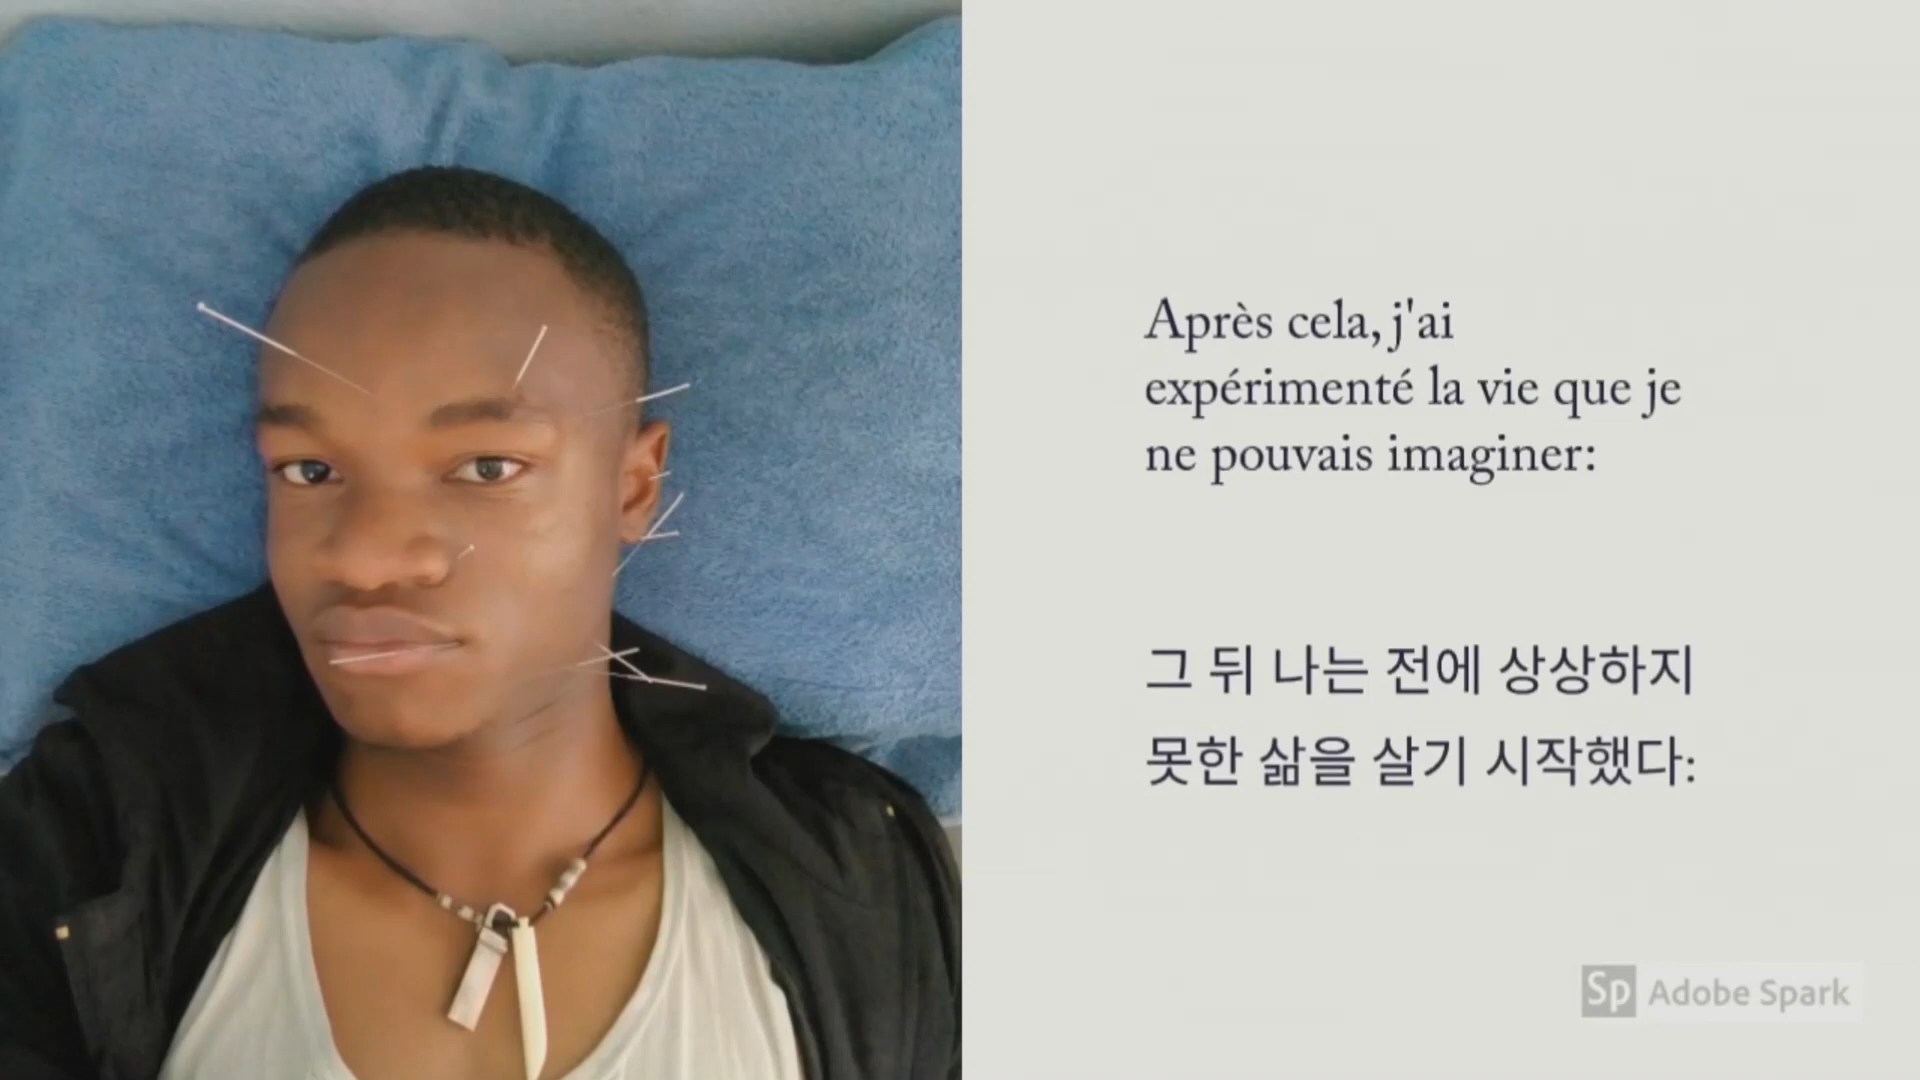 Après cela, j'ai
expérimenté la vie que je
ne pouvais imaginer:
그 뒤 나는 전에 상상하지
못한 삶을 살기 시작했다:
Sp Adobe Spark